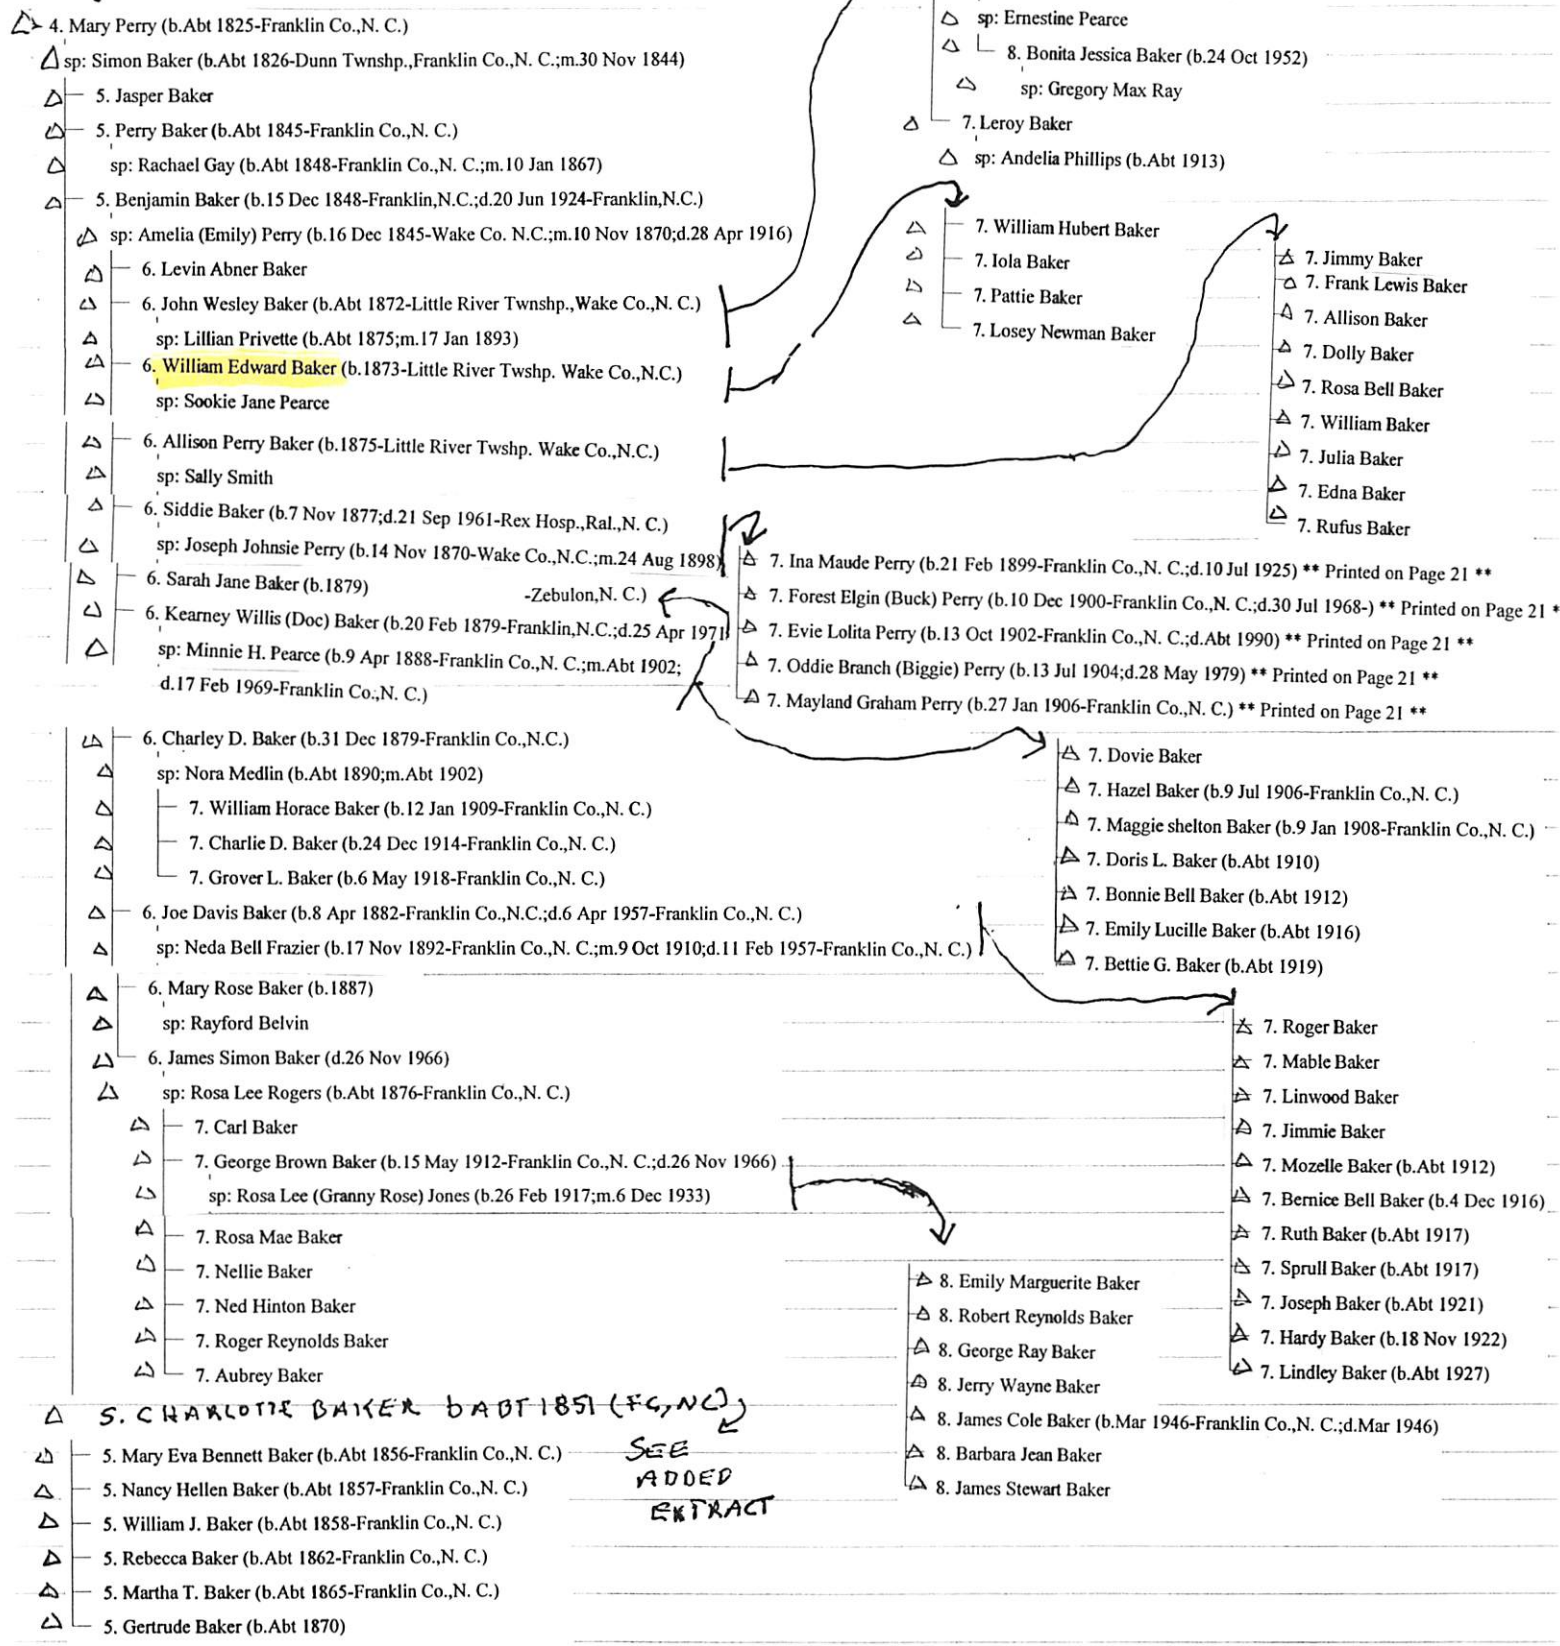 4. Mary Perry (b.Abt 1825-Franklin Co.,N. C.)
sp: Simon Baker (b.Abt 1826-Dunn Twnshp.,Franklin Co.,N. C.;m.30 Nov 1844)
5. Jasper Baker
5. Perry Baker (b.Abt 1845-Franklin Co.,N. C.)
sp: Rachael Gay (b.Abt 1848-Franklin Co.,N. C.;m.10 Jan 1867)
5. Benjamin Baker (b.15 Dec 1848-Franklin,N.C.;d.20 Jun 1924-Franklin,N.C.)
sp: Amelia (Emily) Perry (b.16 Dec 1845-Wake Co. N.C.;m.10 Nov 1870;d.28 Apr 1916)
6. Levin Abner Baker
6. John Wesley Baker (b.Abt 1872-Little River Twnshp.,Wake Co.,N. C.)
sp: Lillian Privette (b.Abt 1875;m.17 Jan 1893)
6. William Edward Baker (b.1873-Little River Twshp. Wake Co.,N.C.)
sp: Sookie Jane Pearce
6. Allison Perry Baker (b.1875-Little River Twshp. Wake Co.,N.C.)
sp: Sally Smith
6. Siddie Baker (b.7 Nov 1877;d.21 Sep 1961-Rex Hosp.,Ral.,N. C.)
sp: Joseph Johnsie Perry (b.14 Nov 1870-Wake Co.,N.C.;m.24 Aug 1898)
6. Sarah Jane Baker (b.1879)
-Zebulon,N. C.)
6. Kearney Willis (Doc) Baker (b.20 Feb 1879-Franklin,N.C.;d.25 Apr 1971
sp: Minnie H. Pearce (b.9 Apr 1888-Franklin Co.,N. C.;m.Abt 1902;
d.17 Feb 1969-Franklin Co.,N. C.)
6. Charley D. Baker (b.31 Dec 1879-Franklin Co.,N.C.)
sp: Nora Medlin (b.Abt 1890;m.Abt 1902)
7. William Horace Baker (b.12 Jan 1909-Franklin Co.,N. C.)
7. Charlie D. Baker (b.24 Dec 1914-Franklin Co.,N. C.)
7. Grover L. Baker (b.6 May 1918-Franklin Co.,N. C.)
6. Joe Davis Baker (b.8 Apr 1882-Franklin Co.,N.C.;d.6 Apr 1957-Franklin Co.,N. C.)
sp: Neda Bell Frazier (b.17 Nov 1892-Franklin Co.,N. C.;m.9 Oct 1910;d.11 Feb 1957-Franklin Co.,N. C.)
6. Mary Rose Baker (b.1887)
sp: Rayford Belvin
6. James Simon Baker (d.26 Nov 1966)
sp: Rosa Lee Rogers (b.Abt 1876-Franklin Co.,N. C.)
7. Carl Baker
7. George Brown Baker (b.15 May 1912-Franklin Co.,N. C.;d.26 Nov 1966)
sp: Rosa Lee (Granny Rose) Jones (b.26 Feb 1917;m.6 Dec 1933)
7. Rosa Mae Baker
7. Nellie Baker
7. Ned Hinton Baker
7. Roger Reynolds Baker
7. Aubrey Baker
5. CHARLOTTE BAKER b ABT 1851 (FC, NC)
SEE
ADDED
EXTRACT
5. Mary Eva Bennett Baker (b.Abt 1856-Franklin Co.,N. C.)
5. Nancy Hellen Baker (b.Abt 1857-Franklin Co.,N. C.)
5. William J. Baker (b.Abt 1858-Franklin Co.,N. C.)
5. Rebecca Baker (b.Abt 1862-Franklin Co.,N. C.)
5. Martha T. Baker (b.Abt 1865-Franklin Co.,N. C.)
5. Gertrude Baker (b.Abt 1870)
sp: Ernestine Pearce
8. Bonita Jessica Baker (b.24 Oct 1952)
sp: Gregory Max Ray
7. Leroy Baker
sp: Andelia Phillips (b.Abt 1913)
7. William Hubert Baker
7. Iola Baker
7. Pattie Baker
7. Losey Newman Baker
7. Jimmy Baker
7. Frank Lewis Baker
7. Allison Baker
7. Dolly Baker
7. Rosa Bell Baker
7. William Baker
7. Julia Baker
7. Edna Baker
7. Rufus Baker
7. Ina Maude Perry (b.21 Feb 1899-Franklin Co.,N. C.;d.10 Jul 1925) ** Printed on Page 21 **
7. Forest Elgin (Buck) Perry (b.10 Dec 1900-Franklin Co.,N. C.;d.30 Jul 1968-) ** Printed on Page 21 *
7. Evie Lolita Perry (b.13 Oct 1902-Franklin Co.,N. C.;d.Abt 1990) ** Printed on Page 21 **
7. Oddie Branch (Biggie) Perry (b.13 Jul 1904;d.28 May 1979) ** Printed on Page 21 **
7. Mayland Graham Perry (b.27 Jan 1906-Franklin Co.,N. C.) ** Printed on Page 21 **
7. Dovie Baker
7. Hazel Baker (b.9 Jul 1906-Franklin Co.,N. C.)
7. Maggie shelton Baker (b.9 Jan 1908-Franklin Co.,N. C.)
7. Doris L. Baker (b.Abt 1910)
7. Bonnie Bell Baker (b.Abt 1912)
7. Emily Lucille Baker (b.Abt 1916)
7. Bettie G. Baker (b.Abt 1919)
7. Roger Baker
7. Mable Baker
7. Linwood Baker
7. Jimmie Baker
7. Mozelle Baker (b.Abt 1912)
7. Bernice Bell Baker (b.4 Dec 1916)
7. Ruth Baker (b.Abt 1917)
7. Sprull Baker (b.Abt 1917)
7. Joseph Baker (b.Abt 1921)
7. Hardy Baker (b.18 Nov 1922)
7. Lindley Baker (b.Abt 1927)
8. Emily Marguerite Baker
8. Robert Reynolds Baker
8. George Ray Baker
8. Jerry Wayne Baker
8. James Cole Baker (b.Mar 1946-Franklin Co.,N. C.;d.Mar 1946)
8. Barbara Jean Baker
8. James Stewart Baker